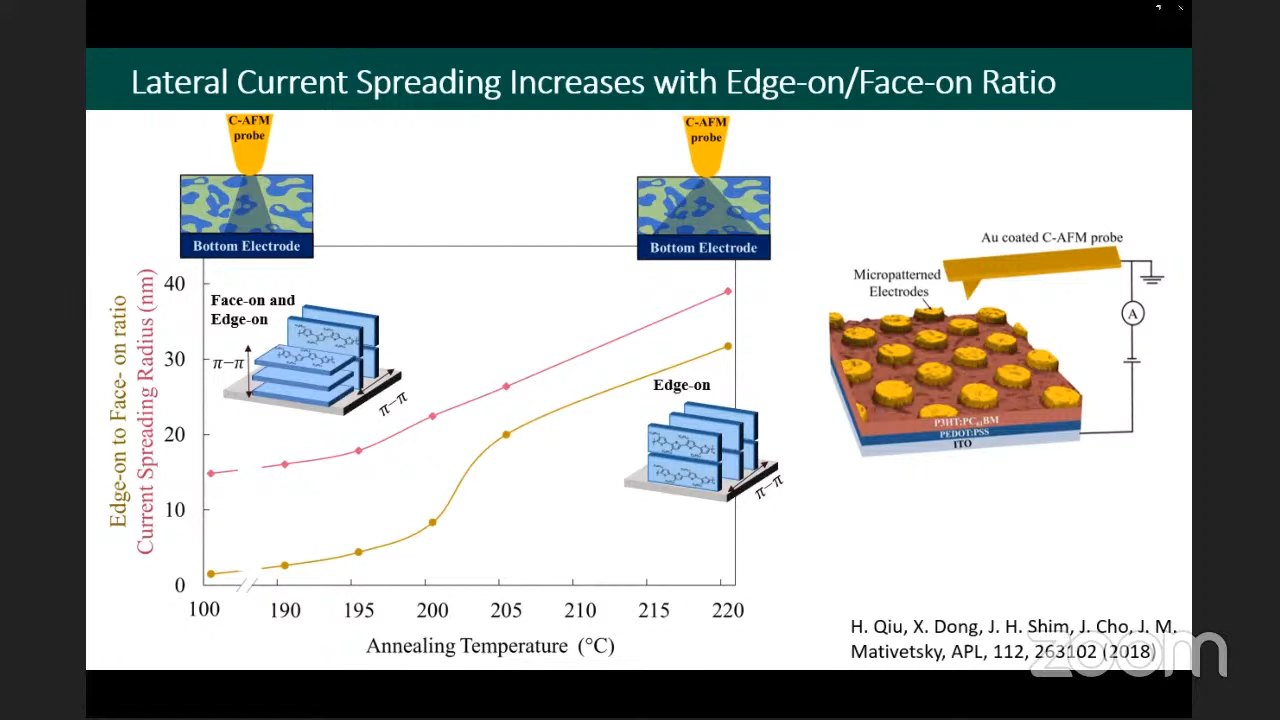 Lateral Current Spreading Increases with Edge-on/Face-on Ratio
C-AFM
probe
Bottom Electrode
C-AFM
probe
Bottom Electrode
Edge-on to Face- on ratio
Current Spreading Radius (nm)
40
30
20
10
0
Face-on and
Edge-on
π−π
π−π
Edge-on
π−π
100
190
195
200
205
210
215
220
Annealing Temperature (°C)
Au coated C-AFM probe
Micropatterned
Electrodes
A
P3HT:PC61BM
PEDOT:PSS
ITO
H. Qiu, X. Dong, J. H. Shim, J. Cho, J. M.
Mativetsky, APL, 112, 263102 (2018)
zoom